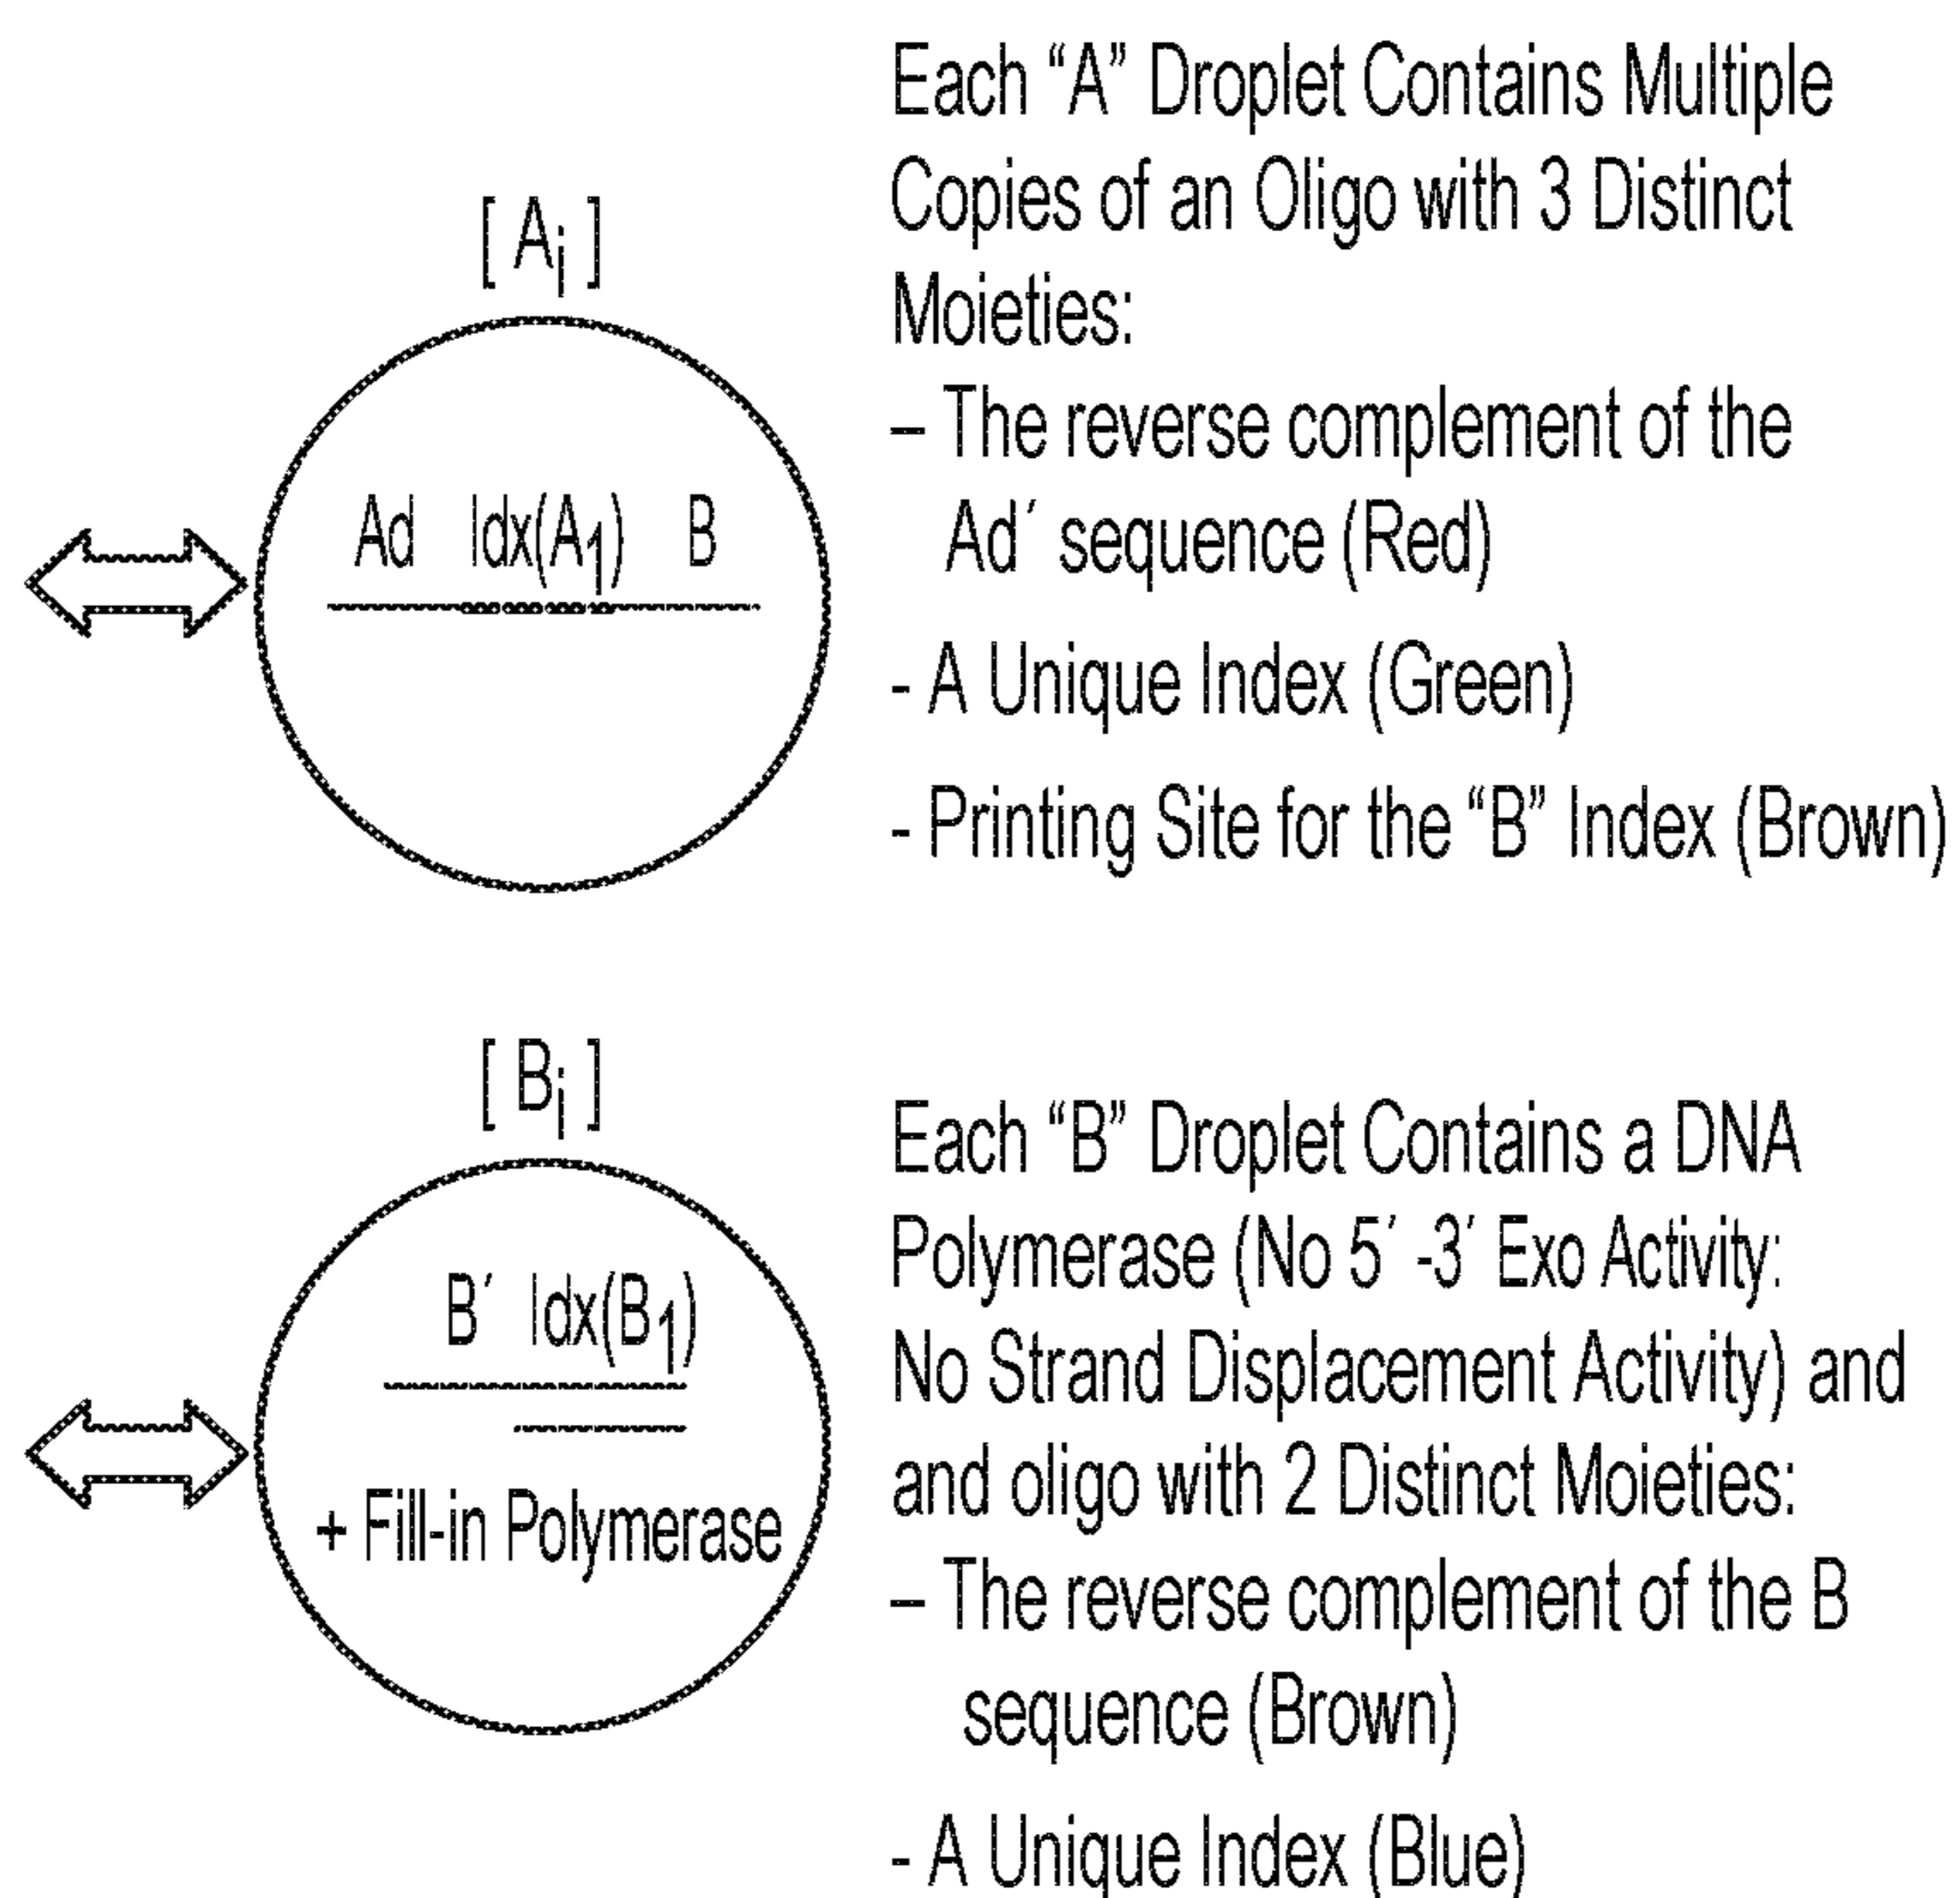 [ Ai ]
Ad Idx(A1) B
Each “A” Droplet Contains Multiple
Copies of an Oligo with 3 Distinct
Moieties:
– The reverse complement of the
Ad′ sequence (Red)
- A Unique Index (Green)
- Printing Site for the “B” Index (Brown)
[ Bi ]
B′ Idx(B1)
+ Fill-in Polymerase
Each “B” Droplet Contains a DNA
Polymerase (No 5′ -3′ Exo Activity:
No Strand Displacement Activity) and
and oligo with 2 Distinct Moieties:
– The reverse complement of the B
sequence (Brown)
- A Unique Index (Blue)